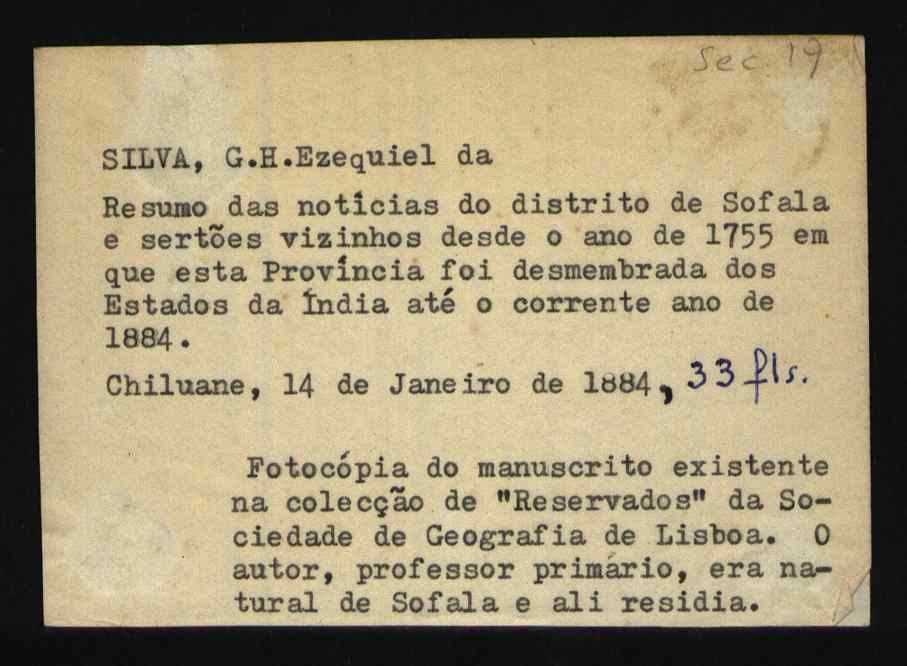 Sec. 19
SILVA, G.H.Ezequiel da
Resumo das notícias do distrito de Sofala
e sertões vizinhos desde o ano de 1755 em
que esta Província foi desmembrada dos
Estados da Índia até o corrente ano de
1884.
Chiluane, 14 de Janeiro de 1884, 33 fls.
Fotocópia do manuscrito existente
na colecção de "Reservados" da So-
ciedade de Geografia de Lisboa. O
autor, professor primário, era na-
tural de Sofala e ali residia.